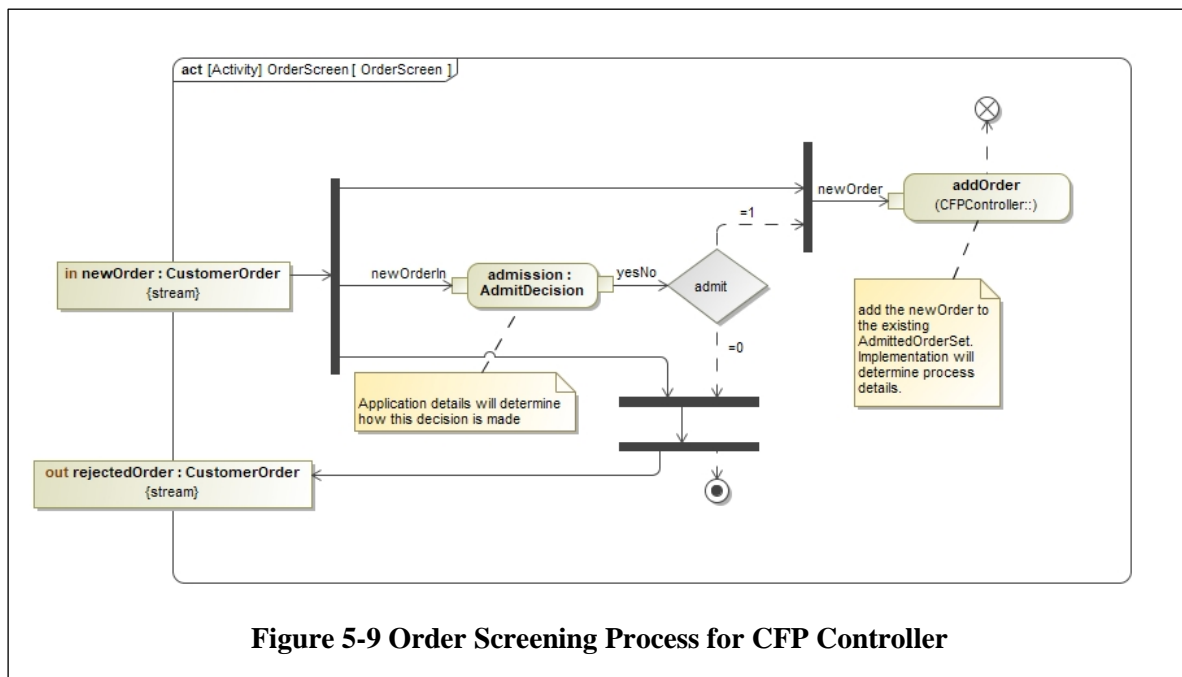 act [Activity] OrderScreen [ OrderScreen ]
newOrder
addOrder
(CFPController::)
=1
in newOrder : CustomerOrder
{stream}
newOrderIn
admission :
AdmitDecision
yesNo
admit
=0
add the newOrder to
the existing
AdmittedOrderSet.
Implementation will
determine process
details.
Application details will determine
how this decision is made
out rejectedOrder : CustomerOrder
{stream}
Figure 5-9 Order Screening Process for CFP Controller